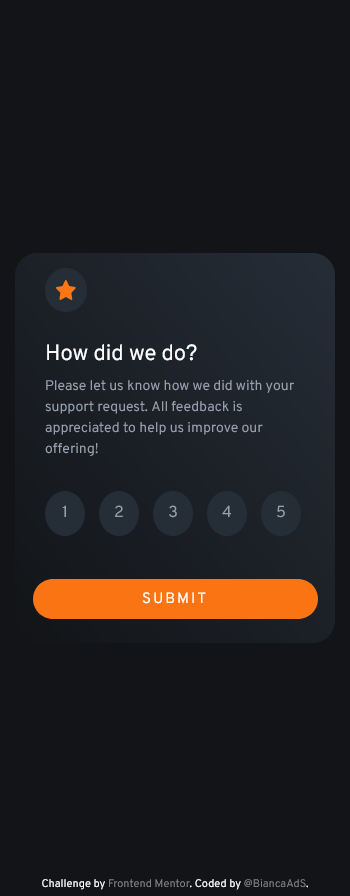 How did we do?
Please let us know how we did with your
support request. All feedback is
appreciated to help us improve our
offering!
1 2 3 4 5
SUBMIT
Challenge by Frontend Mentor. Coded by @BiancaAdS.